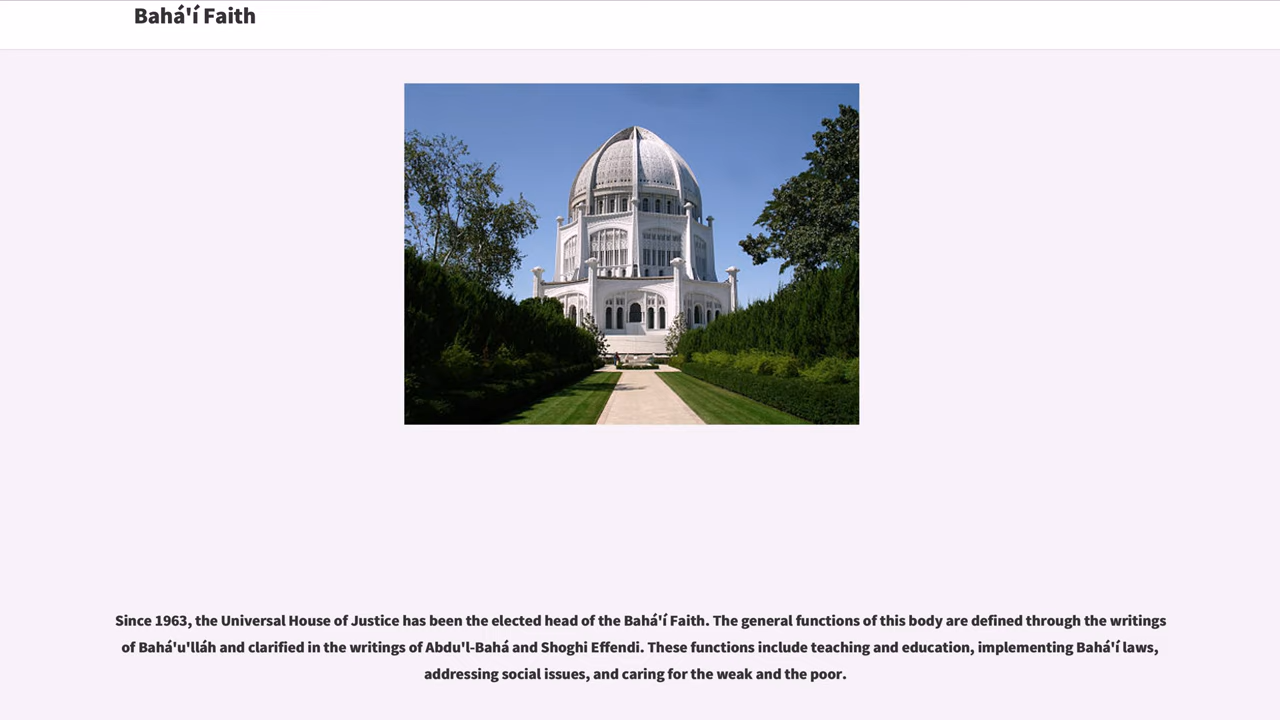 Bahá'í Faith
Since 1963, the Universal House of Justice has been the elected head of the Bahá'í Faith. The general functions of this body are defined through the writings
of Bahá'u'lláh and clarified in the writings of Abdu'l-Bahá and Shoghi Effendi. These functions include teaching and education, implementing Bahá'í laws,
addressing social issues, and caring for the weak and the poor.